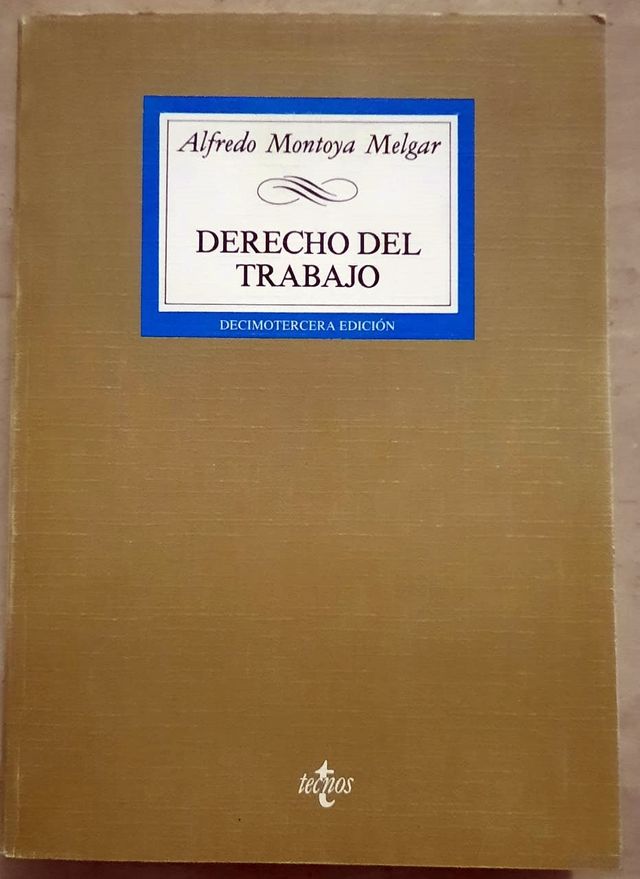 Alfredo Montoya Melgar
DERECHO DEL
TRABAJO
DECIMOTERCERA EDICIÓN
tecnos